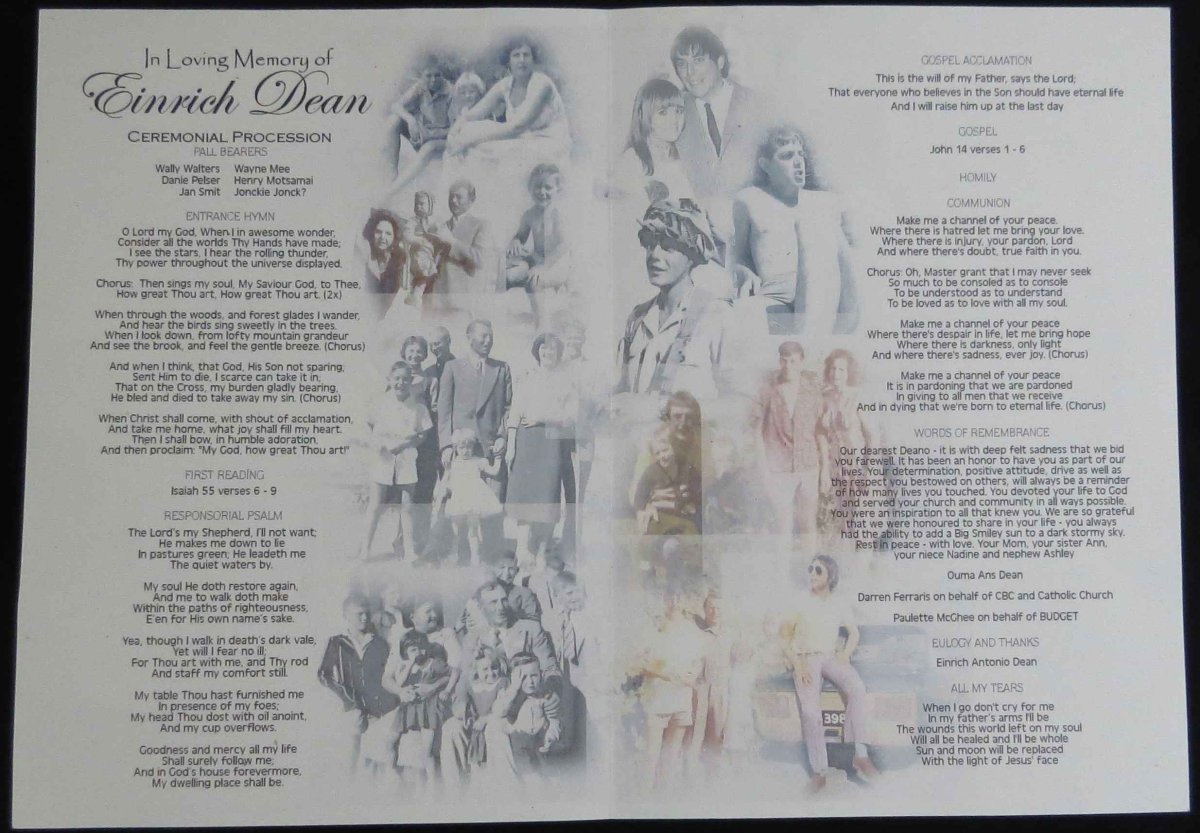 In Loving Memory of
Einrich Dean
CEREMONIAL PROCESSION
PALL BEARERS
Wally Walters Wayne Mee
Danie Pelser Henry Motsamai
Jan Smit Jonckie Jonck?
ENTRANCE HYMN
O Lord my God, When I in awesome wonder,
Consider all the worlds Thy Hands have made;
I see the stars, I hear the rolling thunder,
Thy power throughout the universe displayed.
Chorus: Then sings my soul, My Saviour God, to Thee,
How great Thou art, How great Thou art. (2x)
When through the woods, and forest glades I wander,
And hear the birds sing sweetly in the trees.
When I look down, from lofty mountain grandeur
And see the brook, and feel the gentle breeze. (Chorus)
And when I think, that God, His Son not sparing,
Sent Him to die, I scarce can take it in;
That on the Cross, my burden gladly bearing,
He bled and died to take away my sin. (Chorus)
When Christ shall come, with shout of acclamation,
And take me home, what joy shall fill my heart.
Then I shall bow, in humble adoration,
And then proclaim: "My God, how great Thou art!"
FIRST READING
Isaiah 55 verses 6 - 9
RESPONSORIAL PSALM
The Lord's my Shepherd, I'll not want;
He makes me down to lie
In pastures green; He leadeth me
The quiet waters by.
My soul He doth restore again,
And me to walk doth make
Within the paths of righteousness,
E'en for His own name's sake.
Yea, though I walk in death's dark vale,
Yet will I fear no ill;
For Thou art with me, and Thy rod
And staff my comfort still.
My table Thou hast furnished me
In presence of my foes;
My head Thou dost with oil anoint,
And my cup overflows.
Goodness and mercy all my life
Shall surely follow me;
And in God's house forevermore,
My dwelling place shall be.
GOSPEL ACCLAMATION
This is the will of my Father, says the Lord;
That everyone who believes in the Son should have eternal life
And I will raise him up at the last day
GOSPEL
John 14 verses 1 - 6
HOMILY
COMMUNION
Make me a channel of your peace.
Where there is hatred let me bring your love.
Where there is injury, your pardon, Lord
And where there's doubt, true faith in you.
Chorus: Oh, Master grant that I may never seek
So much to be consoled as to console
To be understood as to understand
To be loved as to love with all my soul.
Make me a channel of your peace
Where there's despair in life, let me bring hope
Where there is darkness, only light
And where there's sadness, ever joy. (Chorus)
Make me a channel of your peace
It is in pardoning that we are pardoned
In giving to all men that we receive
And in dying that we're born to eternal life. (Chorus)
WORDS OF REMEMBRANCE
Our dearest Deano - it is with deep felt sadness that we bid
you farewell. It has been an honor to have you as part of our
lives. Your determination, positive attitude, drive as well as
the respect you bestowed on others, will always be a reminder
of how many lives you touched. You devoted your life to God
and served your church and community in all ways possible.
You were an inspiration to all that knew you. We are so grateful
that we were honoured to share in your life - you always
had the ability to add a Big Smiley sun to a dark stormy sky.
Rest in peace - with love. Your Mom, your sister Ann,
your niece Nadine and nephew Ashley
Ouma Ans Dean
Darren Ferraris on behalf of CBC and Catholic Church
Paulette McGhee on behalf of BUDGET
EULOGY AND THANKS
Einrich Antonio Dean
ALL MY TEARS
When I go don't cry for me
In my father's arms I'll be
The wounds this world left on my soul
Will all be healed and I'll be whole
Sun and moon will be replaced
With the light of Jesus' face
398